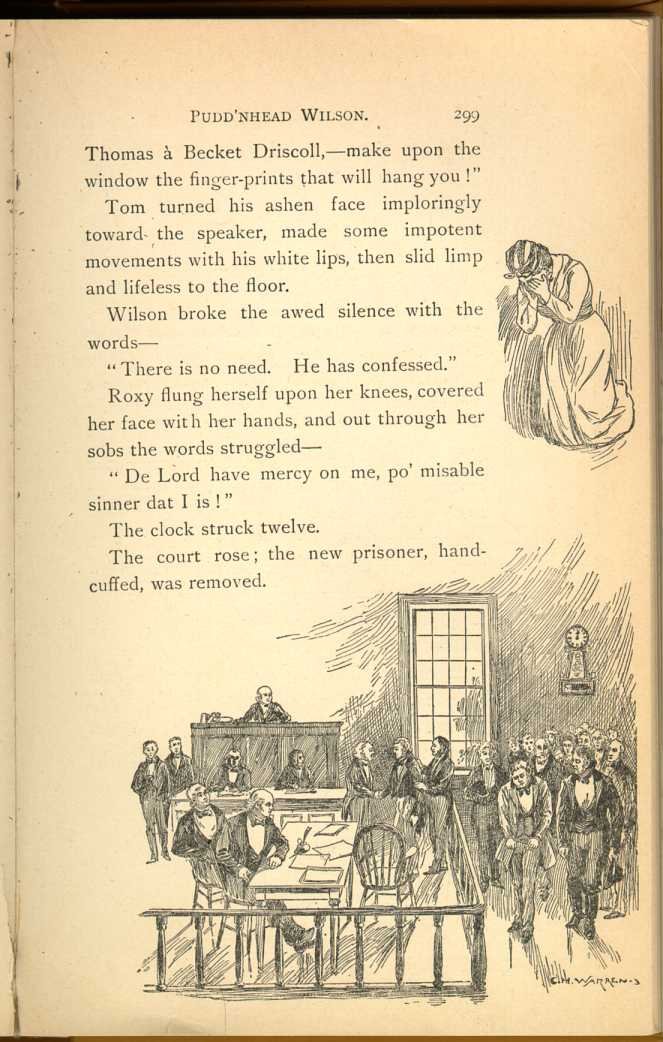 PUDD'NHEAD WILSON. 299
Thomas à Becket Driscoll,—make upon the
window the finger-prints that will hang you!"
Tom turned his ashen face imploringly
toward the speaker, made some impotent
movements with his white lips, then slid limp
and lifeless to the floor.
Wilson broke the awed silence with the
words—
"There is no need. He has confessed."
Roxy flung herself upon her knees, covered
her face with her hands, and out through her
sobs the words struggled—
"De Lord have mercy on me, po' misable
sinner dat I is!"
The clock struck twelve.
The court rose; the new prisoner, hand-
cuffed, was removed.
C.H. WARREN